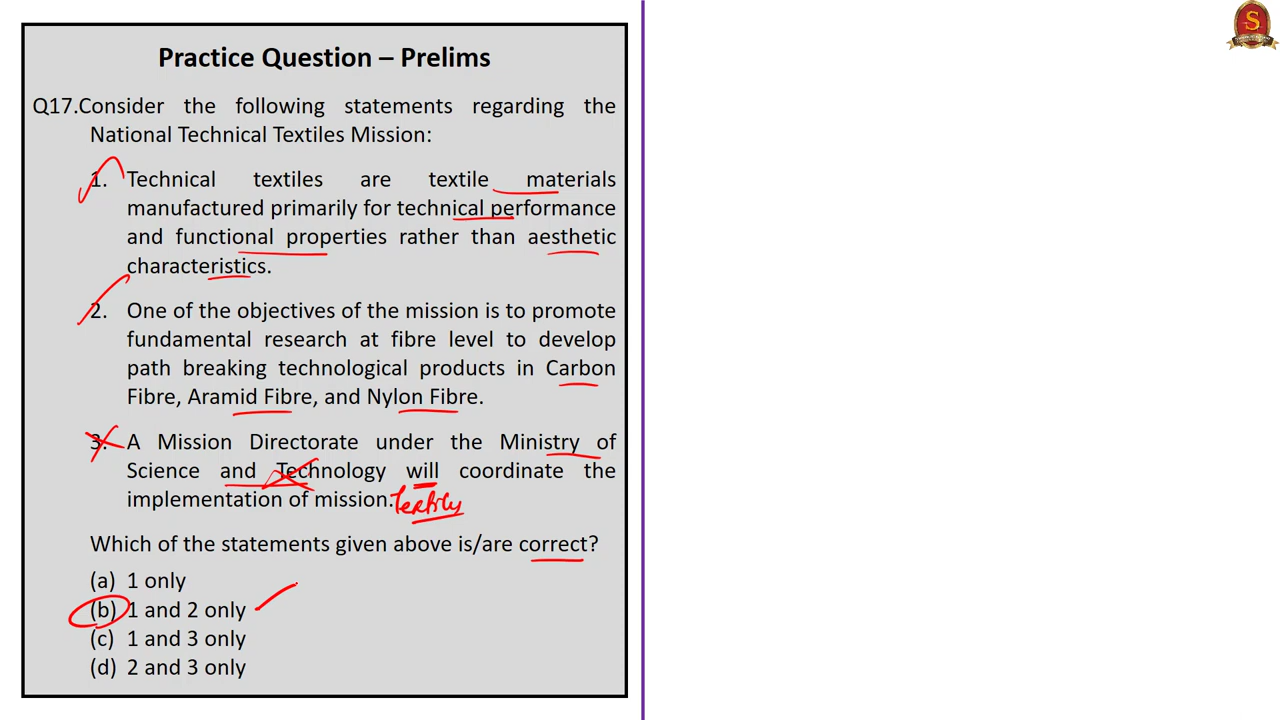 Practice Question – Prelims
Q17.Consider the following statements regarding the
National Technical Textiles Mission:
1. Technical textiles are textile materials
manufactured primarily for technical performance
and functional properties rather than aesthetic
characteristics.
2. One of the objectives of the mission is to promote
fundamental research at fibre level to develop
path breaking technological products in Carbon
Fibre, Aramid Fibre, and Nylon Fibre.
3. A Mission Directorate under the Ministry of
Science and Technology will coordinate the
implementation of mission.
Which of the statements given above is/are correct?
(a) 1 only
(b) 1 and 2 only
(c) 1 and 3 only
(d) 2 and 3 only
S